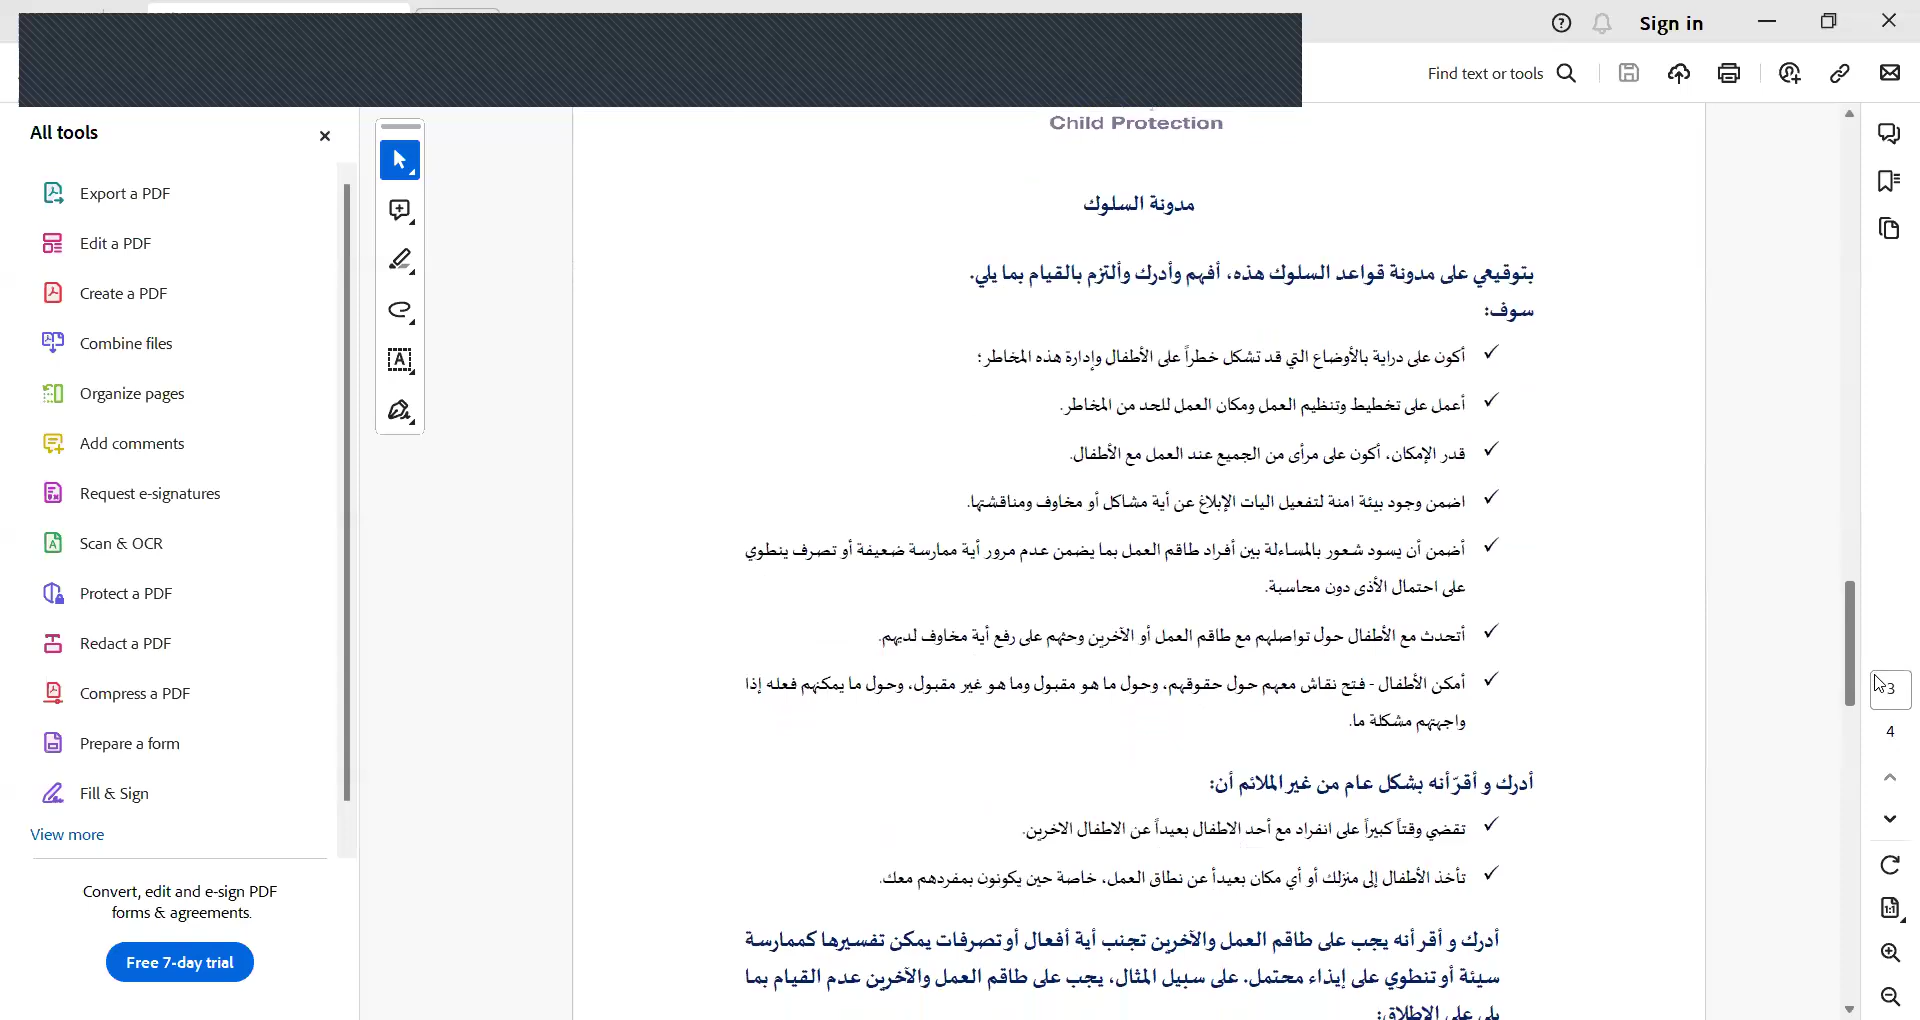 Sign in
Find text or tools
All tools
Export a PDF
Edit a PDF
Create a PDF
Combine files
Organize pages
Add comments
Request e-signatures
Scan & OCR
Protect a PDF
Redact a PDF
Compress a PDF
Prepare a form
Fill & Sign
View more
Convert, edit and e-sign PDF
forms & agreements.
Free 7-day trial
Child Protection
مدونة السلوك
بتوقيعي على مدونة قواعد السلوك هذه، أفهم وأدرك وألتزم بالقيام بما يلي.
سوف:
✓ أكون على دراية بالأوضاع التي قد تشكل خطراً على الأطفال وإدارة هذه المخاطر؛
✓ أعمل على تخطيط وتنظيم العمل ومكان العمل للحد من المخاطر.
✓ قدر الإمكان، أكون على مرأى من الجميع عند العمل مع الأطفال.
✓ اضمن وجود بيئة امنة لتفعيل اليات الإبلاغ عن أية مشاكل أو مخاوف ومناقشتها.
✓ أضمن أن يسود شعور بالمساءلة بين أفراد طاقم العمل بما يضمن عدم مرور أية ممارسة ضعيفة أو تصرف ينطوي
على احتمال الأذى دون محاسبة.
✓ أتحدث مع الأطفال حول تواصلهم مع طاقم العمل أو الآخرين وحثهم على رفع أية مخاوف لديهم.
✓ أمكن الأطفال - فتح نقاش معهم حول حقوقهم، وحول ما هو مقبول وما هو غير مقبول، وحول ما يمكنهم فعله إذا
واجهتهم مشكلة ما.
أدرك و أقرّ أنه بشكل عام من غير الملائم أن:
✓ تقضي وقتاً كبيراً على انفراد مع أحد الاطفال بعيداً عن الاطفال الاخرين.
✓ تأخذ الأطفال إلى منزلك أو أي مكان بعيداً عن نطاق العمل، خاصة حين يكونون بمفردهم معك.
أدرك و أقر أنه يجب على طاقم العمل والآخرين تجنب أية أفعال أو تصرفات يمكن تفسيرها كممارسة
سيئة أو تنطوي على إيذاء محتمل. على سبيل المثال، يجب على طاقم العمل والآخرين عدم القيام بما
يلي على الإطلاق:
3
4